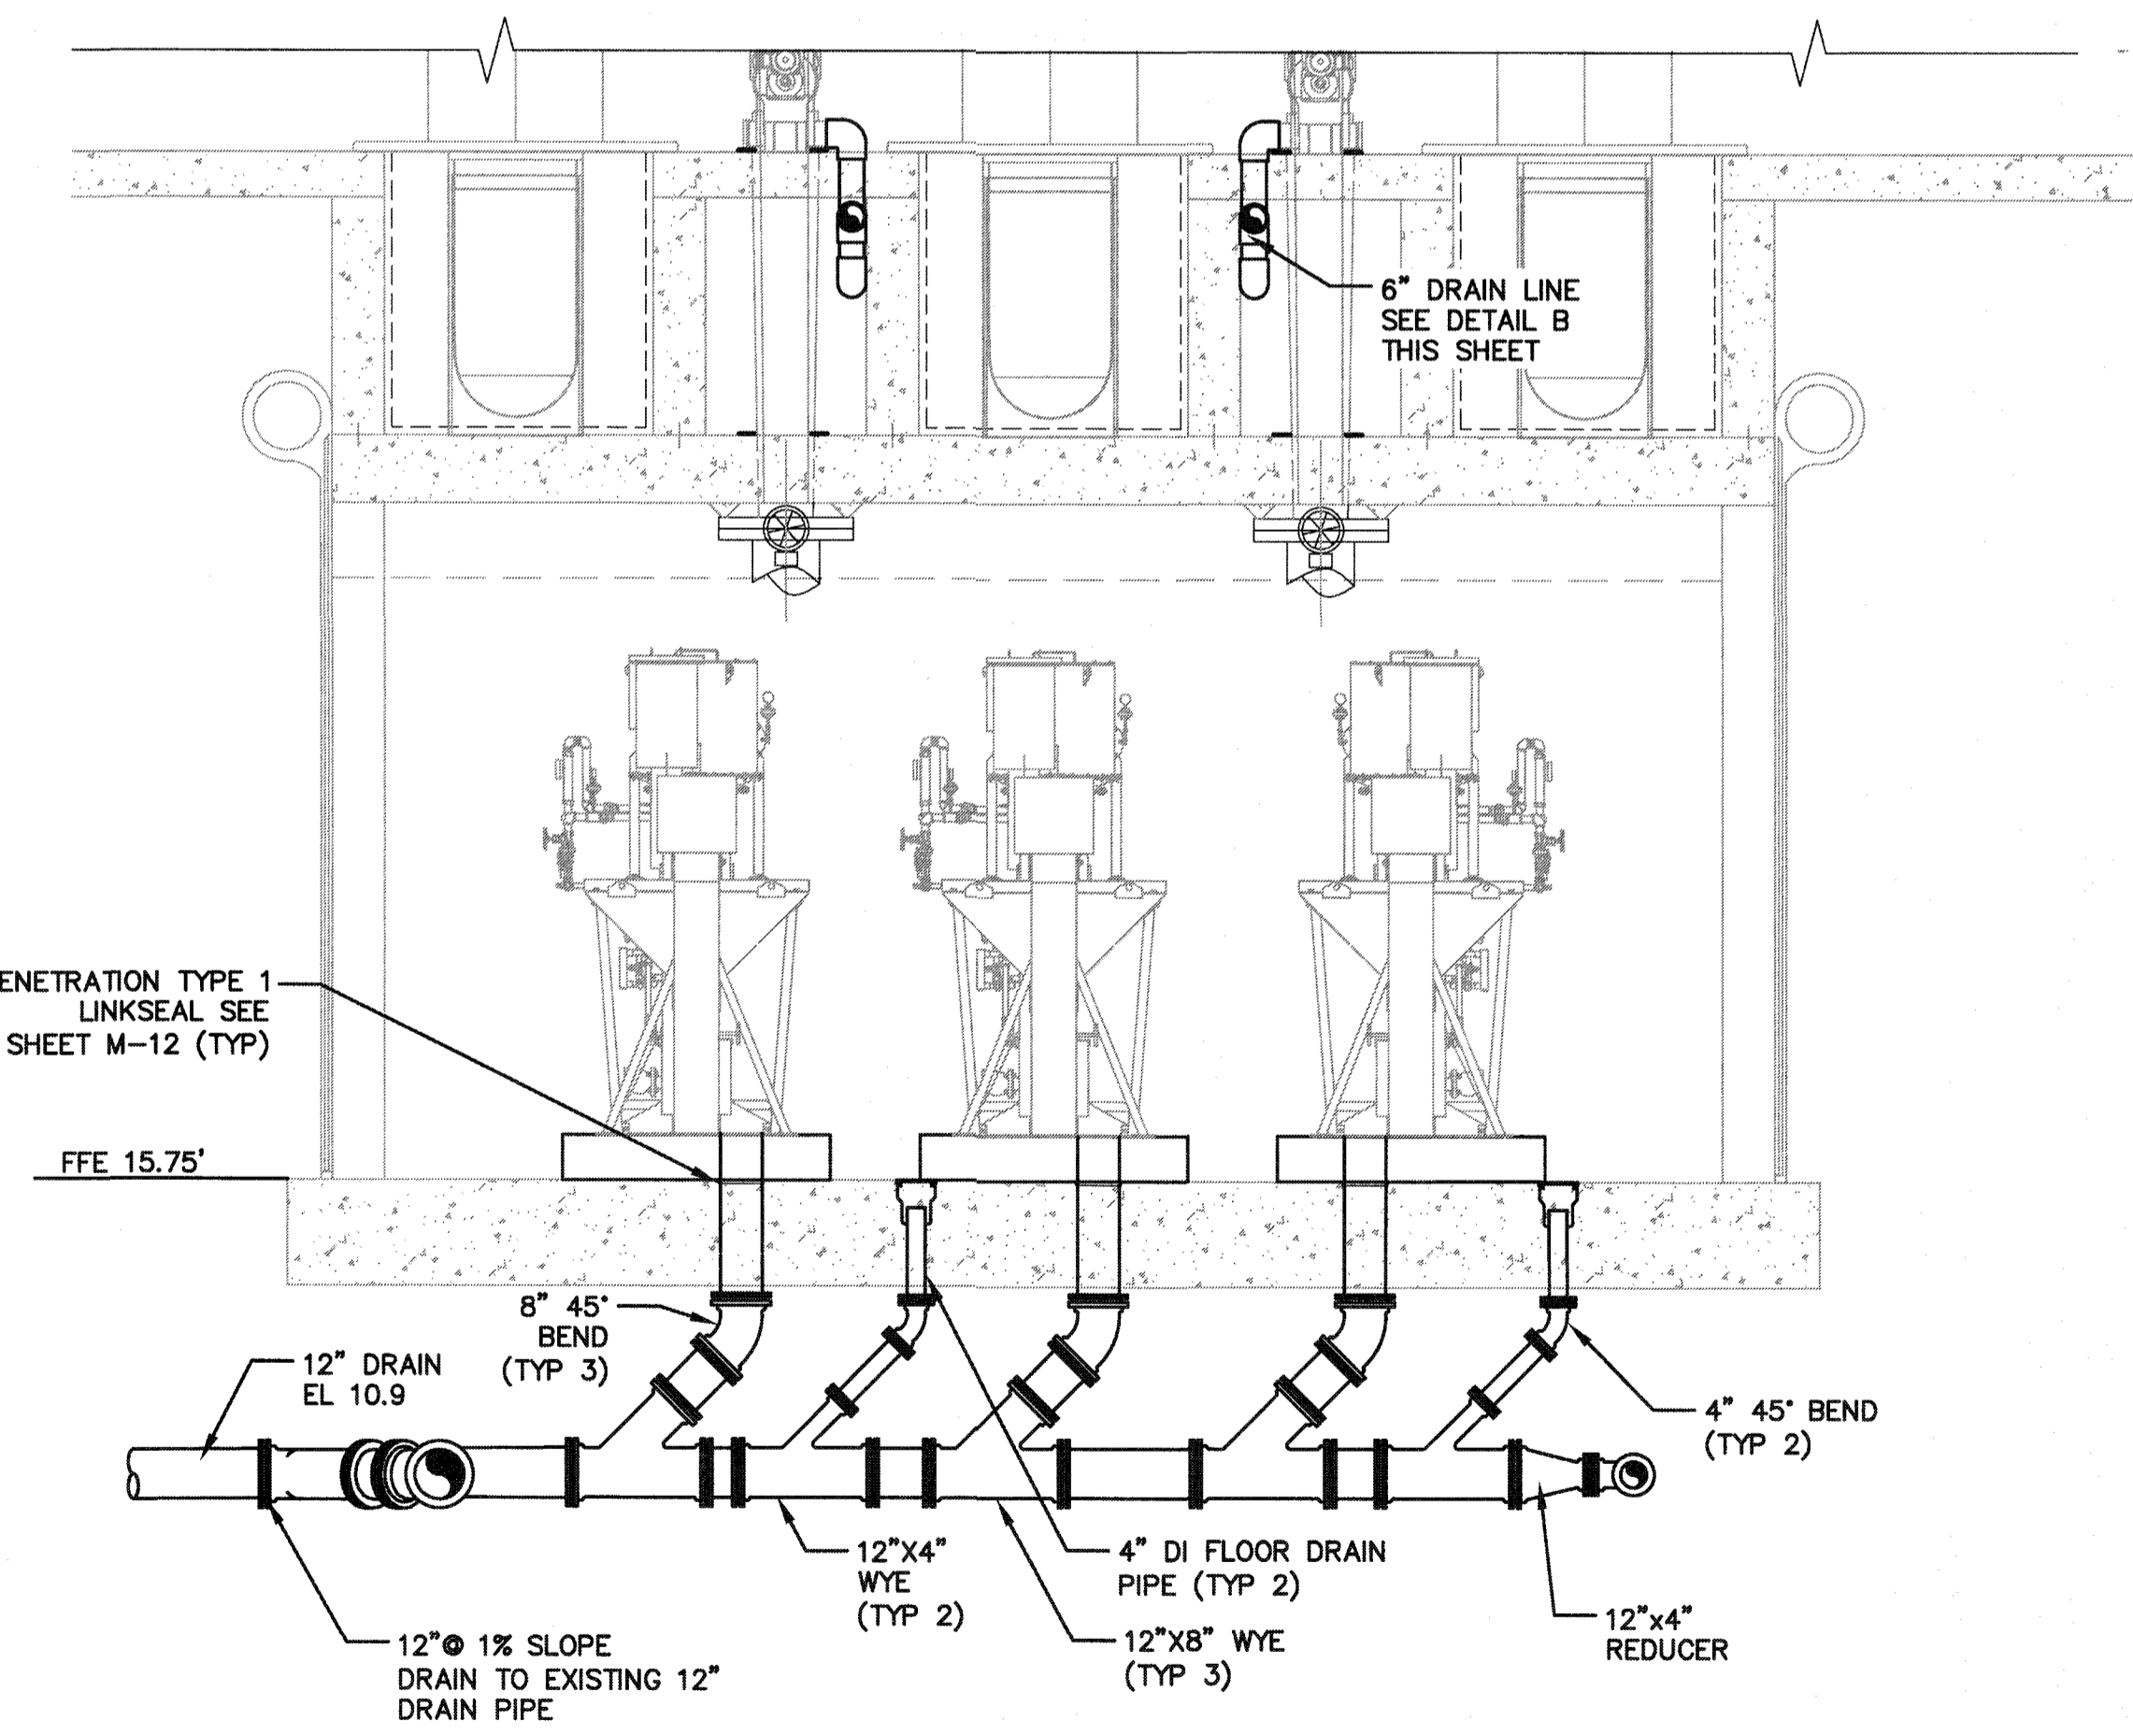 6" DRAIN LINE
SEE DETAIL B
THIS SHEET
ENETRATION TYPE 1
LINKSEAL SEE
SHEET M-12 (TYP)
FFE 15.75'
8" 45°
BEND
(TYP 3)
12" DRAIN
EL 10.9
4" 45° BEND
(TYP 2)
12"X4"
WYE
(TYP 2)
4" DI FLOOR DRAIN
PIPE (TYP 2)
12"x4"
REDUCER
12"@ 1% SLOPE
DRAIN TO EXISTING 12"
DRAIN PIPE
12"X8" WYE
(TYP 3)